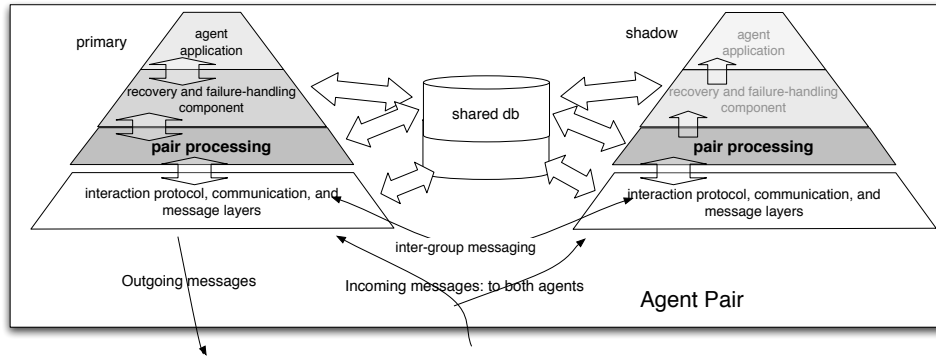 primary
agent
application
recovery and failure-handling
component
pair processing
interaction protocol, communication, and
message layers
shared db
shadow
agent
application
recovery and failure-handling
component
pair processing
interaction protocol, communication, and
message layers
inter-group messaging
Outgoing messages
Incoming messages: to both agents
Agent Pair